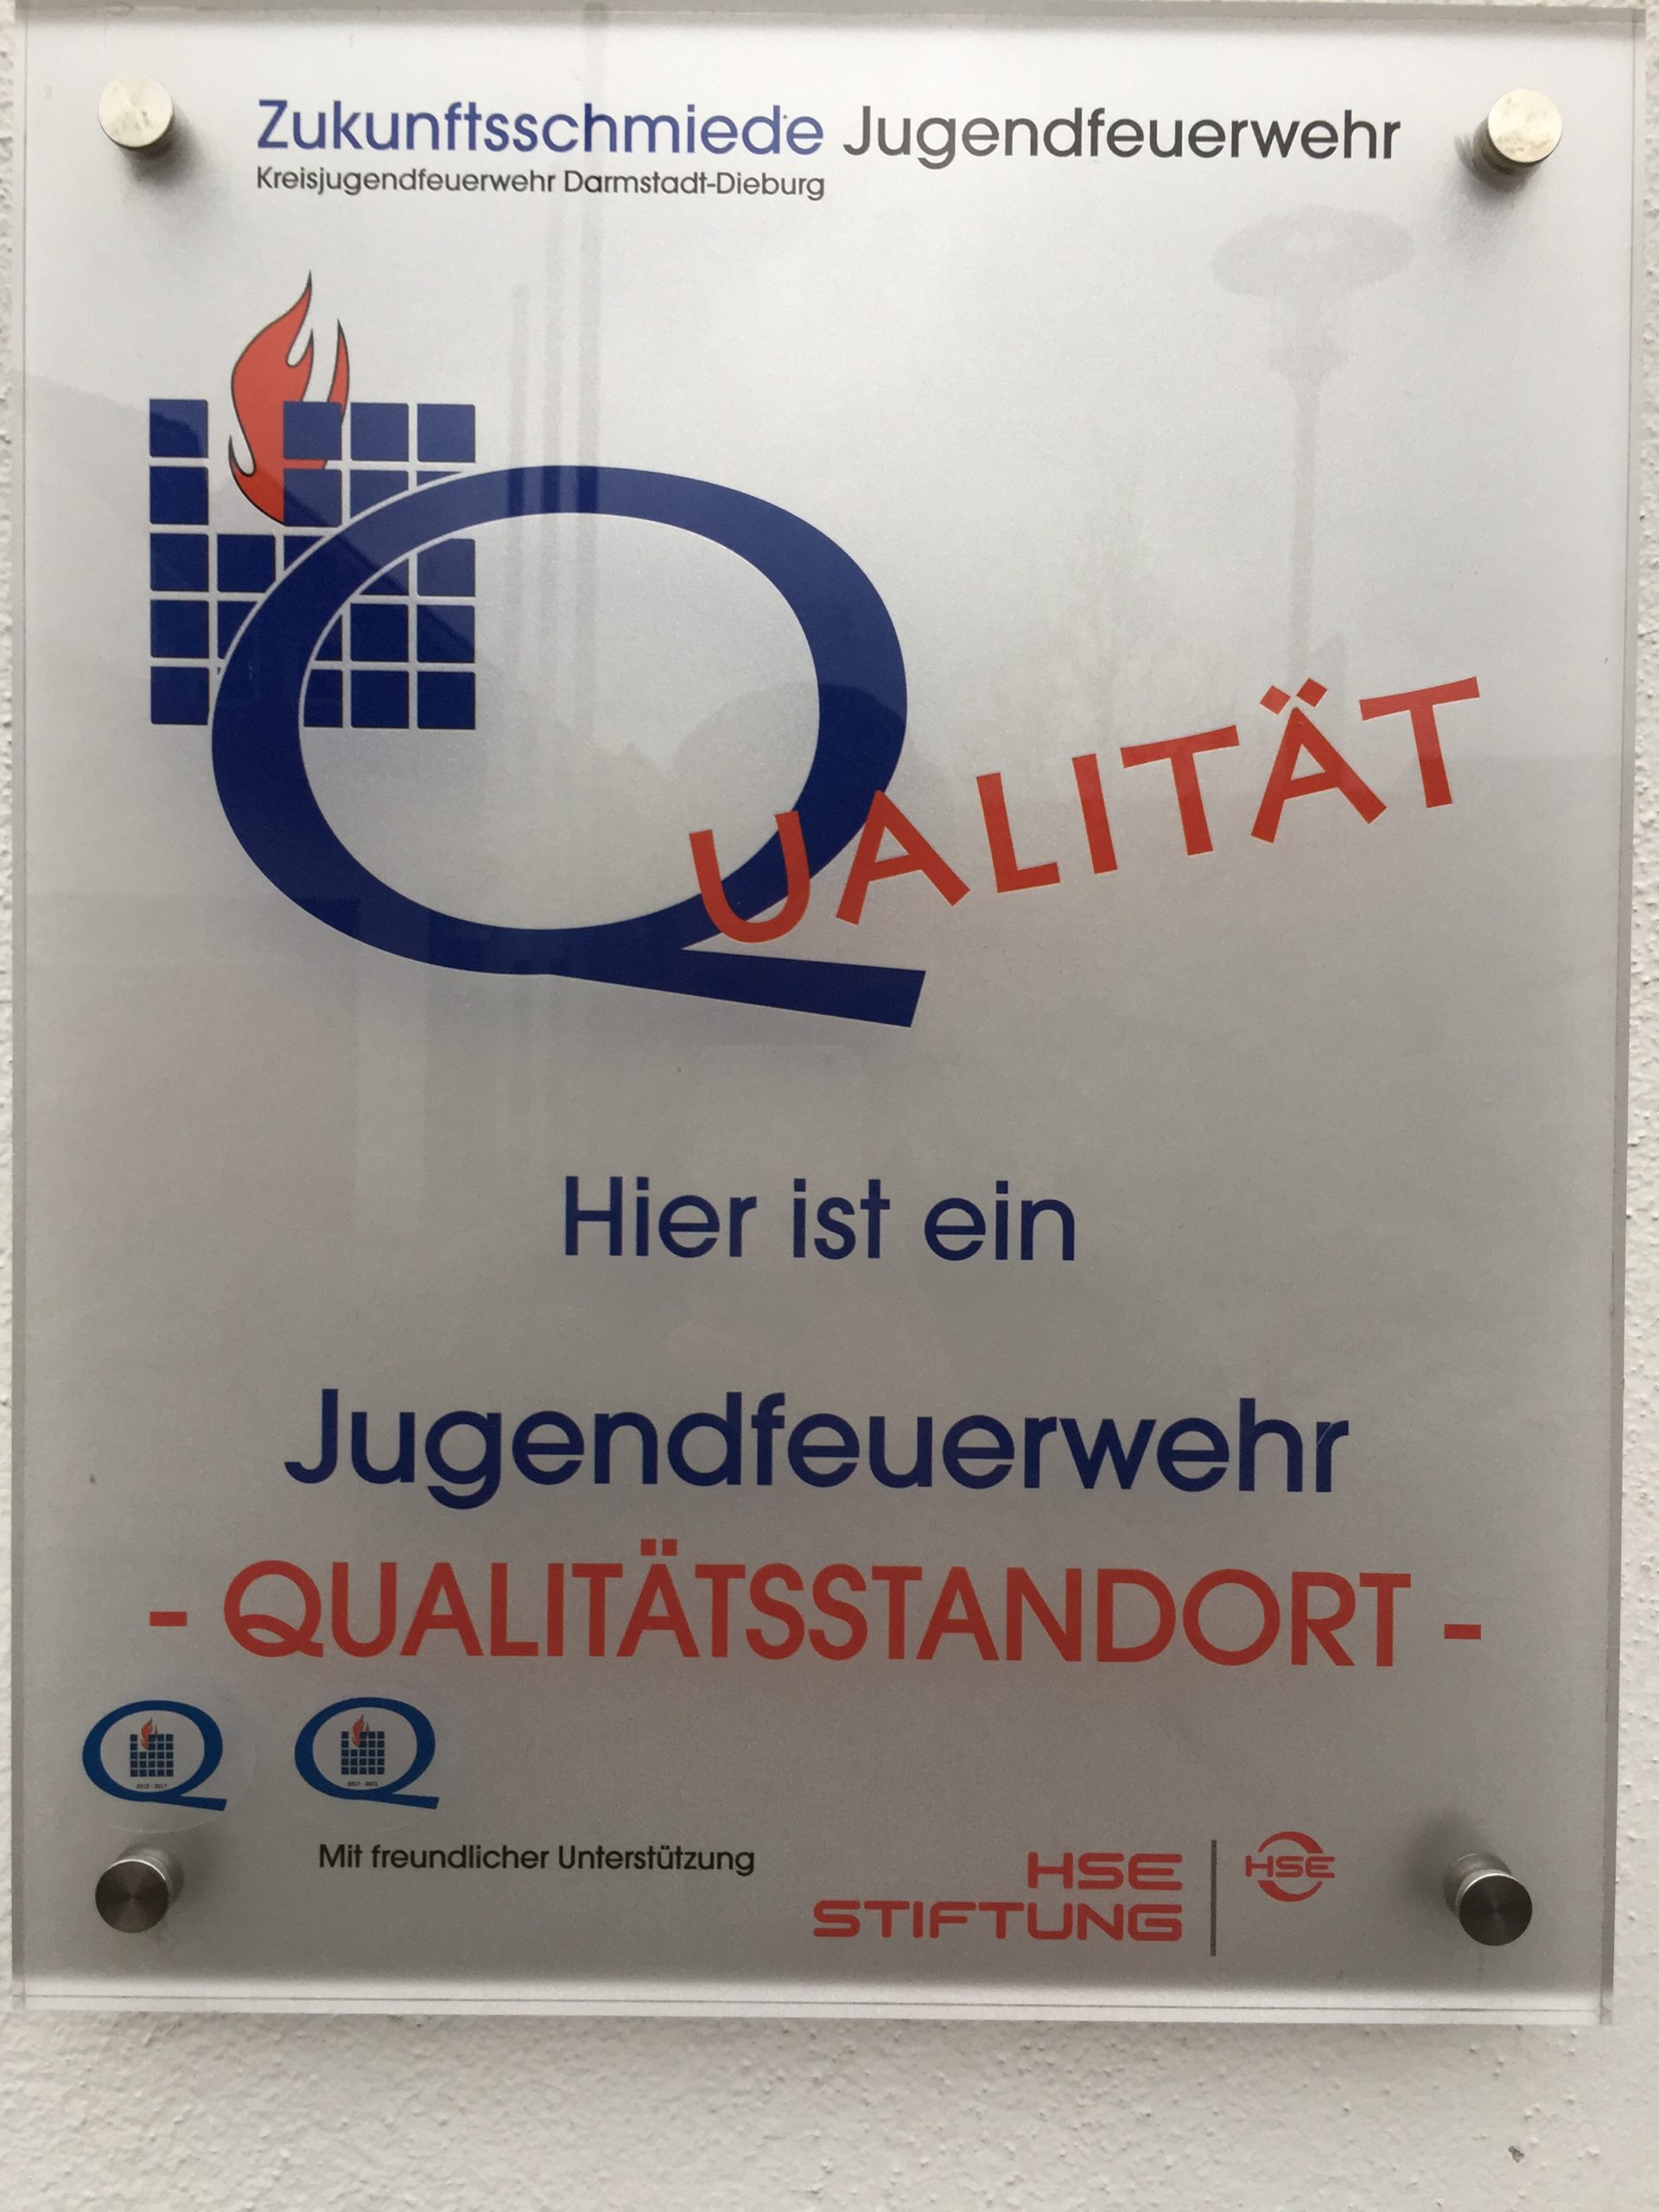 Zukunftsschmiede Jugendfeuerwehr
Kreisjugendfeuerwehr Darmstadt-Dieburg
QUALITÄT
Hier ist ein
Jugendfeuerwehr
- QUALITÄTSSTANDORT -
Mit freundlicher Unterstützung
HSE
STIFTUNG
HSE